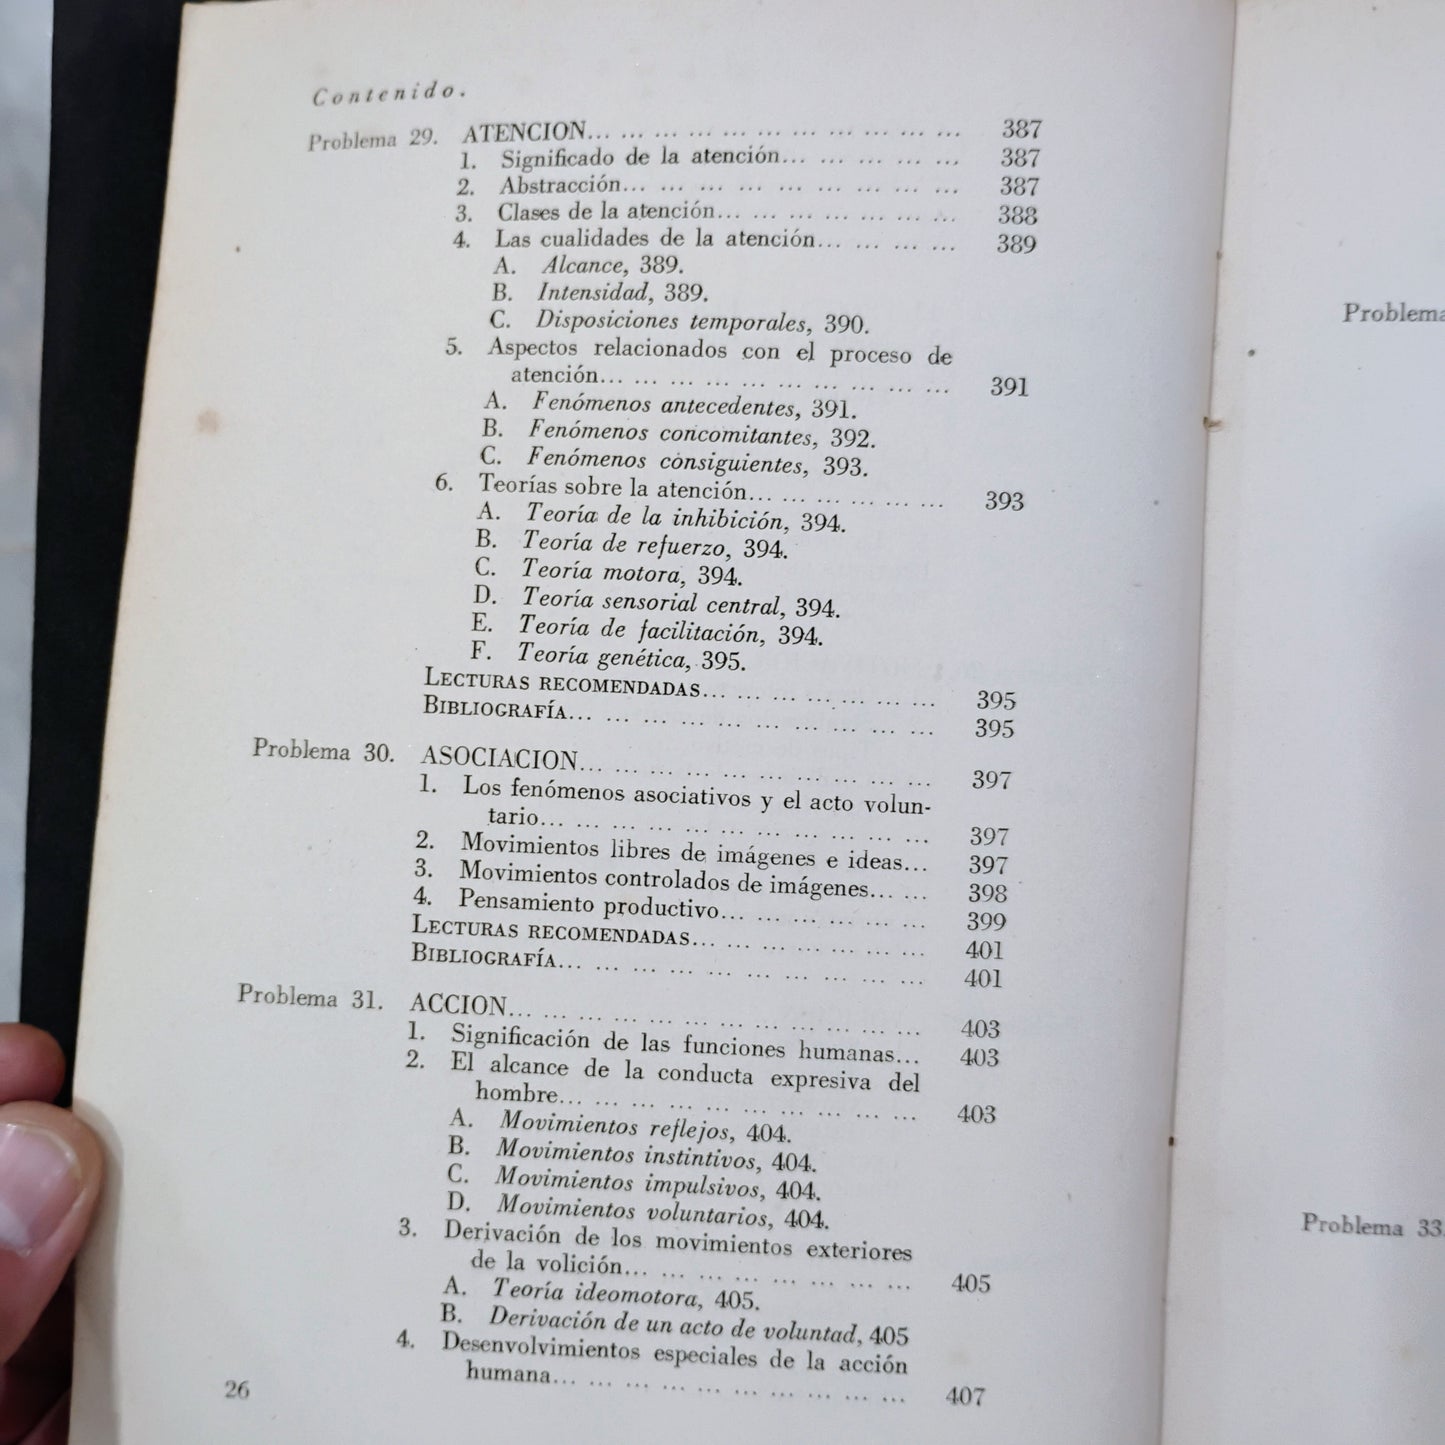 Contenido.
Problema 29. ATENCION... ... ... ... ... ... ... ... ... ... ... 387
1. Significado de la atención... ... ... ... ... ... 387
2. Abstracción... ... ... ... ... ... ... ... ... ... 387
3. Clases de la atención... ... ... ... ... ... ... 388
4. Las cualidades de la atención... ... ... ... ... 389
A. Alcance, 389.
B. Intensidad, 389.
C. Disposiciones temporales, 390.
5. Aspectos relacionados con el proceso de
atención... ... ... ... ... ... ... ... ... ... 391
A. Fenómenos antecedentes, 391.
B. Fenómenos concomitantes, 392.
C. Fenómenos consiguientes, 393.
6. Teorías sobre la atención... ... ... ... ... ... 393
A. Teoría de la inhibición, 394.
B. Teoría de refuerzo, 394.
C. Teoría motora, 394.
D. Teoría sensorial central, 394.
E. Teoría de facilitación, 394.
F. Teoría genética, 395.
LECTURAS RECOMENDADAS... ... ... ... ... ... ... 395
BIBLIOGRAFÍA... ... ... ... ... ... ... ... ... ... ... 395
Problema 30. ASOCIACION... ... ... ... ... ... ... ... ... ... ... 397
1. Los fenómenos asociativos y el acto volun-
tario... ... ... ... ... ... ... ... ... ... ... ... 397
2. Movimientos libres de imágenes e ideas... 397
3. Movimientos controlados de imágenes... ... 398
4. Pensamiento productivo... ... ... ... ... ... 399
LECTURAS RECOMENDADAS... ... ... ... ... ... ... 401
BIBLIOGRAFÍA... ... ... ... ... ... ... ... ... ... ... 401
Problema 31. ACCION... ... ... ... ... ... ... ... ... ... ... ... 403
1. Significación de las funciones humanas... 403
2. El alcance de la conducta expresiva del
hombre... ... ... ... ... ... ... ... ... ... ... 403
A. Movimientos reflejos, 404.
B. Movimientos instintivos, 404.
C. Movimientos impulsivos, 404.
D. Movimientos voluntarios, 404.
3. Derivación de los movimientos exteriores
de la volición... ... ... ... ... ... ... ... ... 405
A. Teoría ideomotora, 405.
B. Derivación de un acto de voluntad, 405
4. Desenvolvimientos especiales de la acción
humana... ... ... ... ... ... ... ... ... ... ... 407
26
Problema
Problema 33.